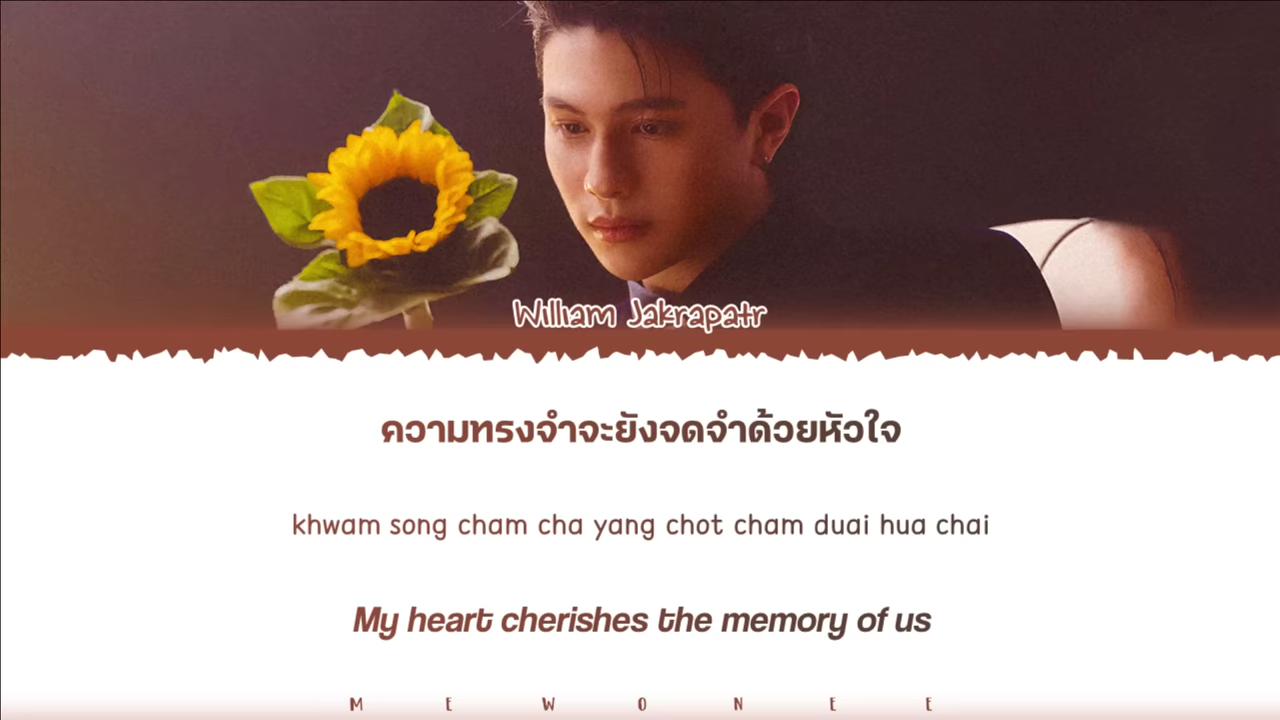 William Jakrapatr
ความทรงจำจะยังจดจำด้วยหัวใจ
khwam song cham cha yang chot cham duai hua chai
My heart cherishes the memory of us
MEWONEE